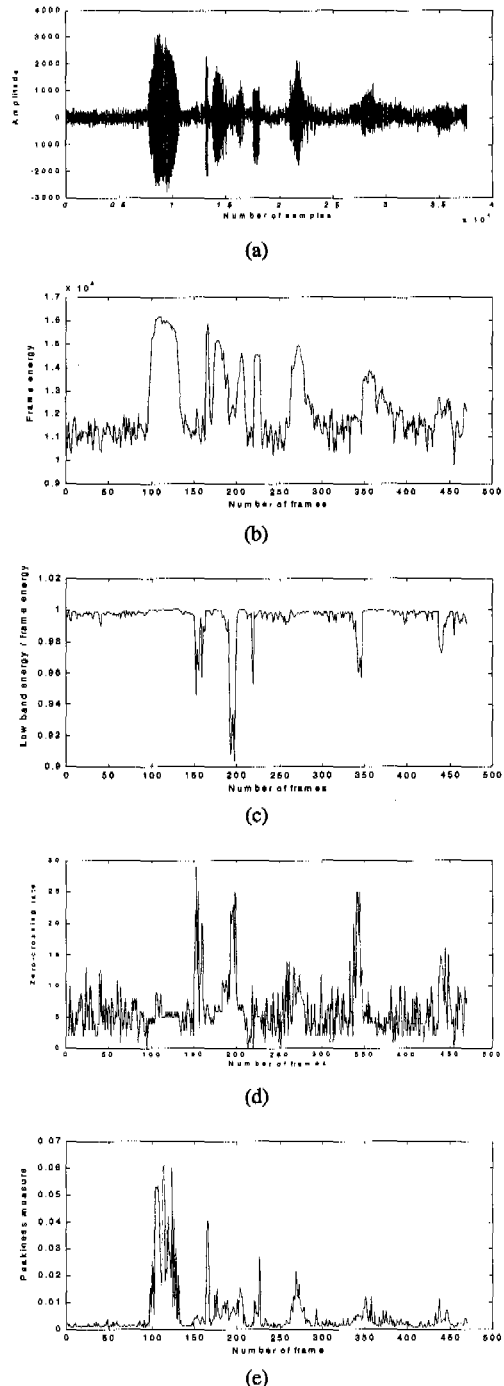 4000
3000
2000
1000
0
-1000
-2000
-3000
Amplitude
0 0.5 1 1.5 2 2.5 3 3.5 4
Number of samples
x 10⁴
(a)
x 10⁴
1.7
1.6
1.5
1.4
1.3
1.2
1.1
1
0.9
Frame energy
0 50 100 150 200 250 300 350 400 450 500
Number of frames
(b)
1.02
1
0.98
0.96
0.94
0.92
0.9
Low band energy / frame energy
0 50 100 150 200 250 300 350 400 450 500
Number of frames
(c)
30
25
20
15
10
5
0
Zero-crossing rate
0 50 100 150 200 250 300 350 400 450 500
Number of frames
(d)
0.07
0.06
0.05
0.04
0.03
0.02
0.01
0
Peakiness measure
0 50 100 150 200 250 300 350 400 450 500
Number of frame
(e)